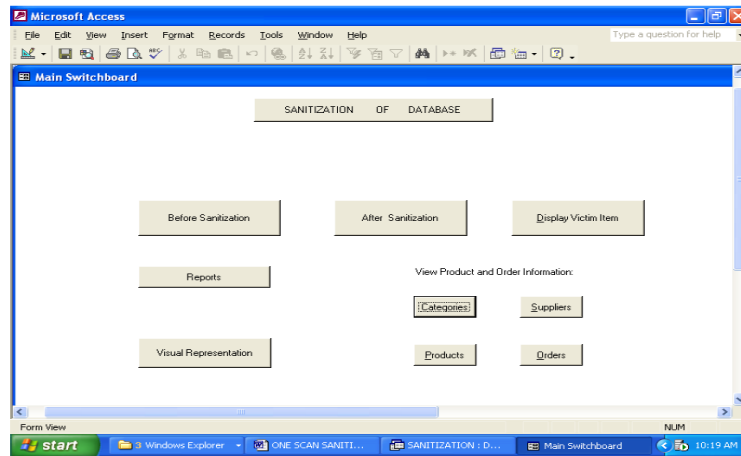 Microsoft Access
File Edit View Insert Format Records Tools Window Help Type a question for help
Main Switchboard
SANITIZATION OF DATABASE
Before Sanitization After Sanitization Display Victim Item
Reports View Product and Order Information:
Categories Suppliers
Visual Representation Products Orders
Form View NUM
start 3 Windows Explorer ONE SCAN SANITI... SANITIZATION : D... Main Switchboard 10:19 AM